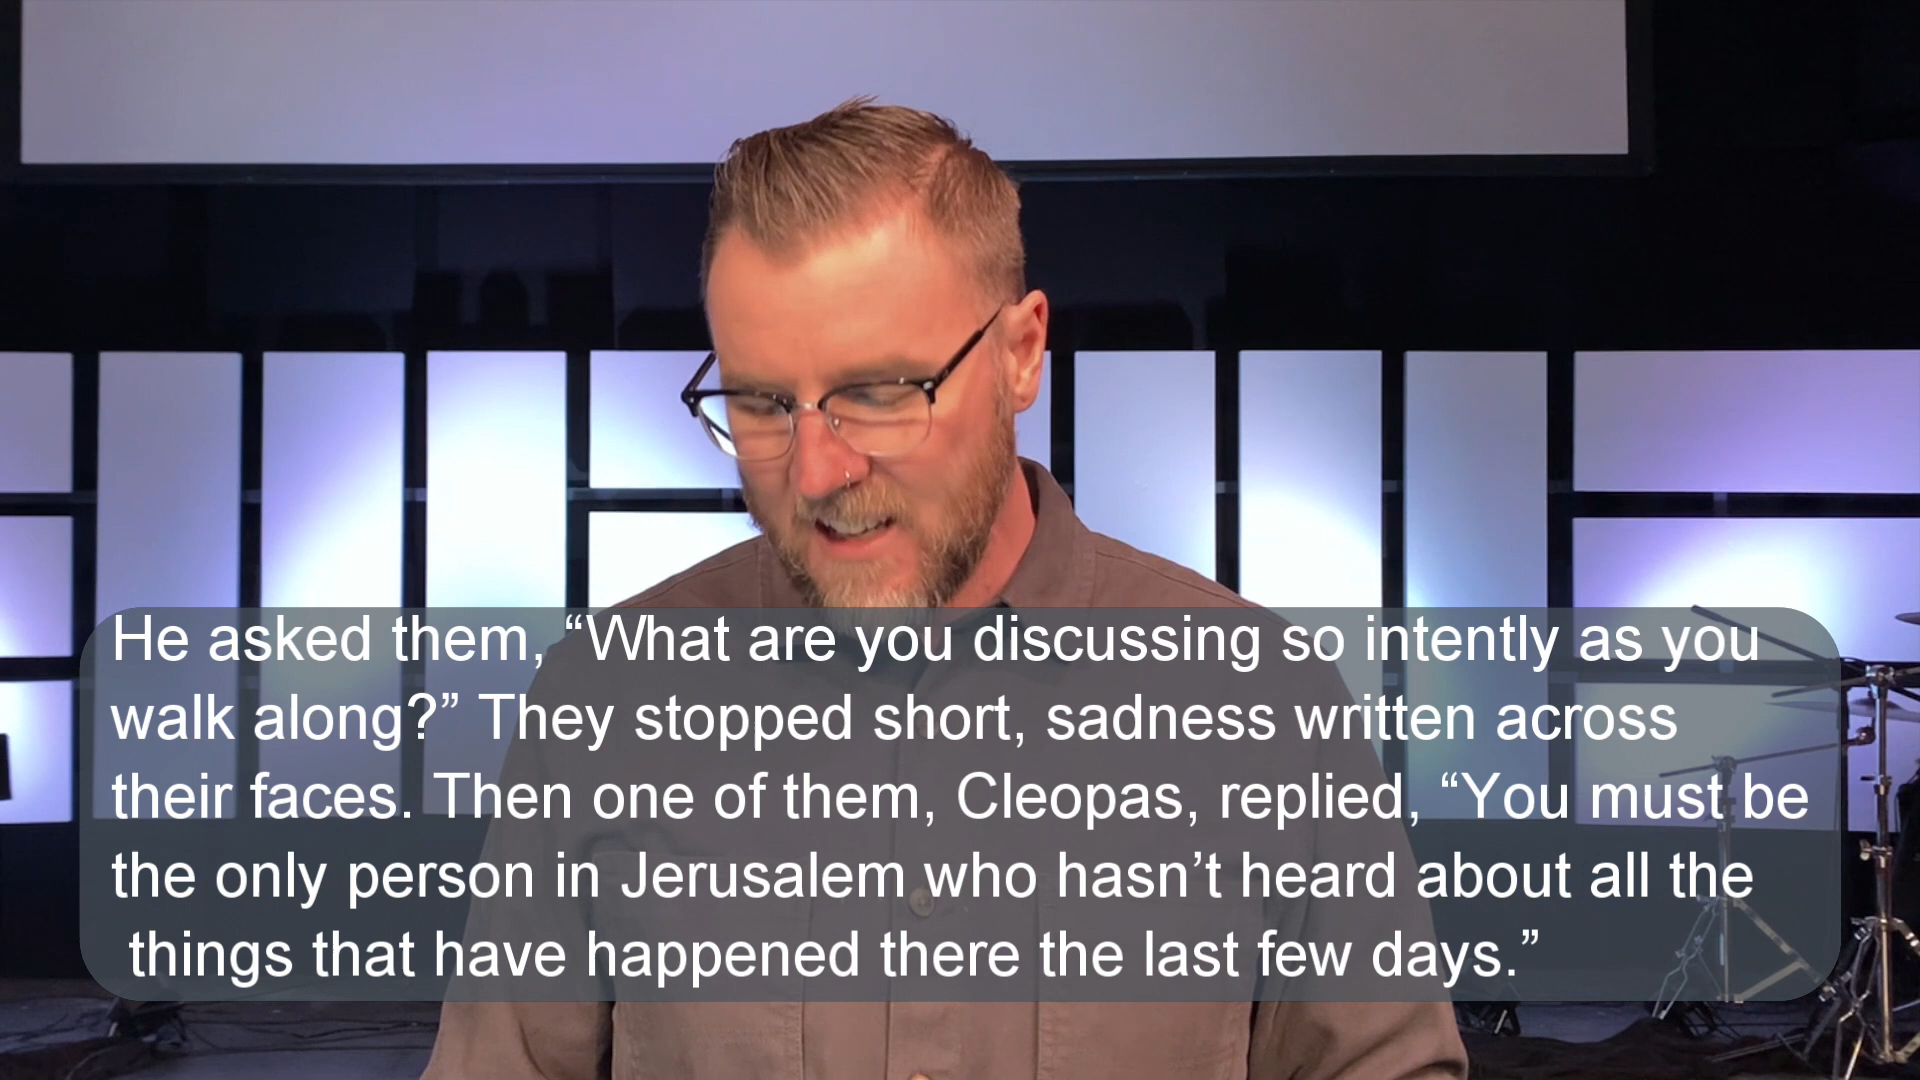 He asked them, “What are you discussing so intently as you
walk along?” They stopped short, sadness written across
their faces. Then one of them, Cleopas, replied, “You must be
the only person in Jerusalem who hasn’t heard about all the
things that have happened there the last few days.”